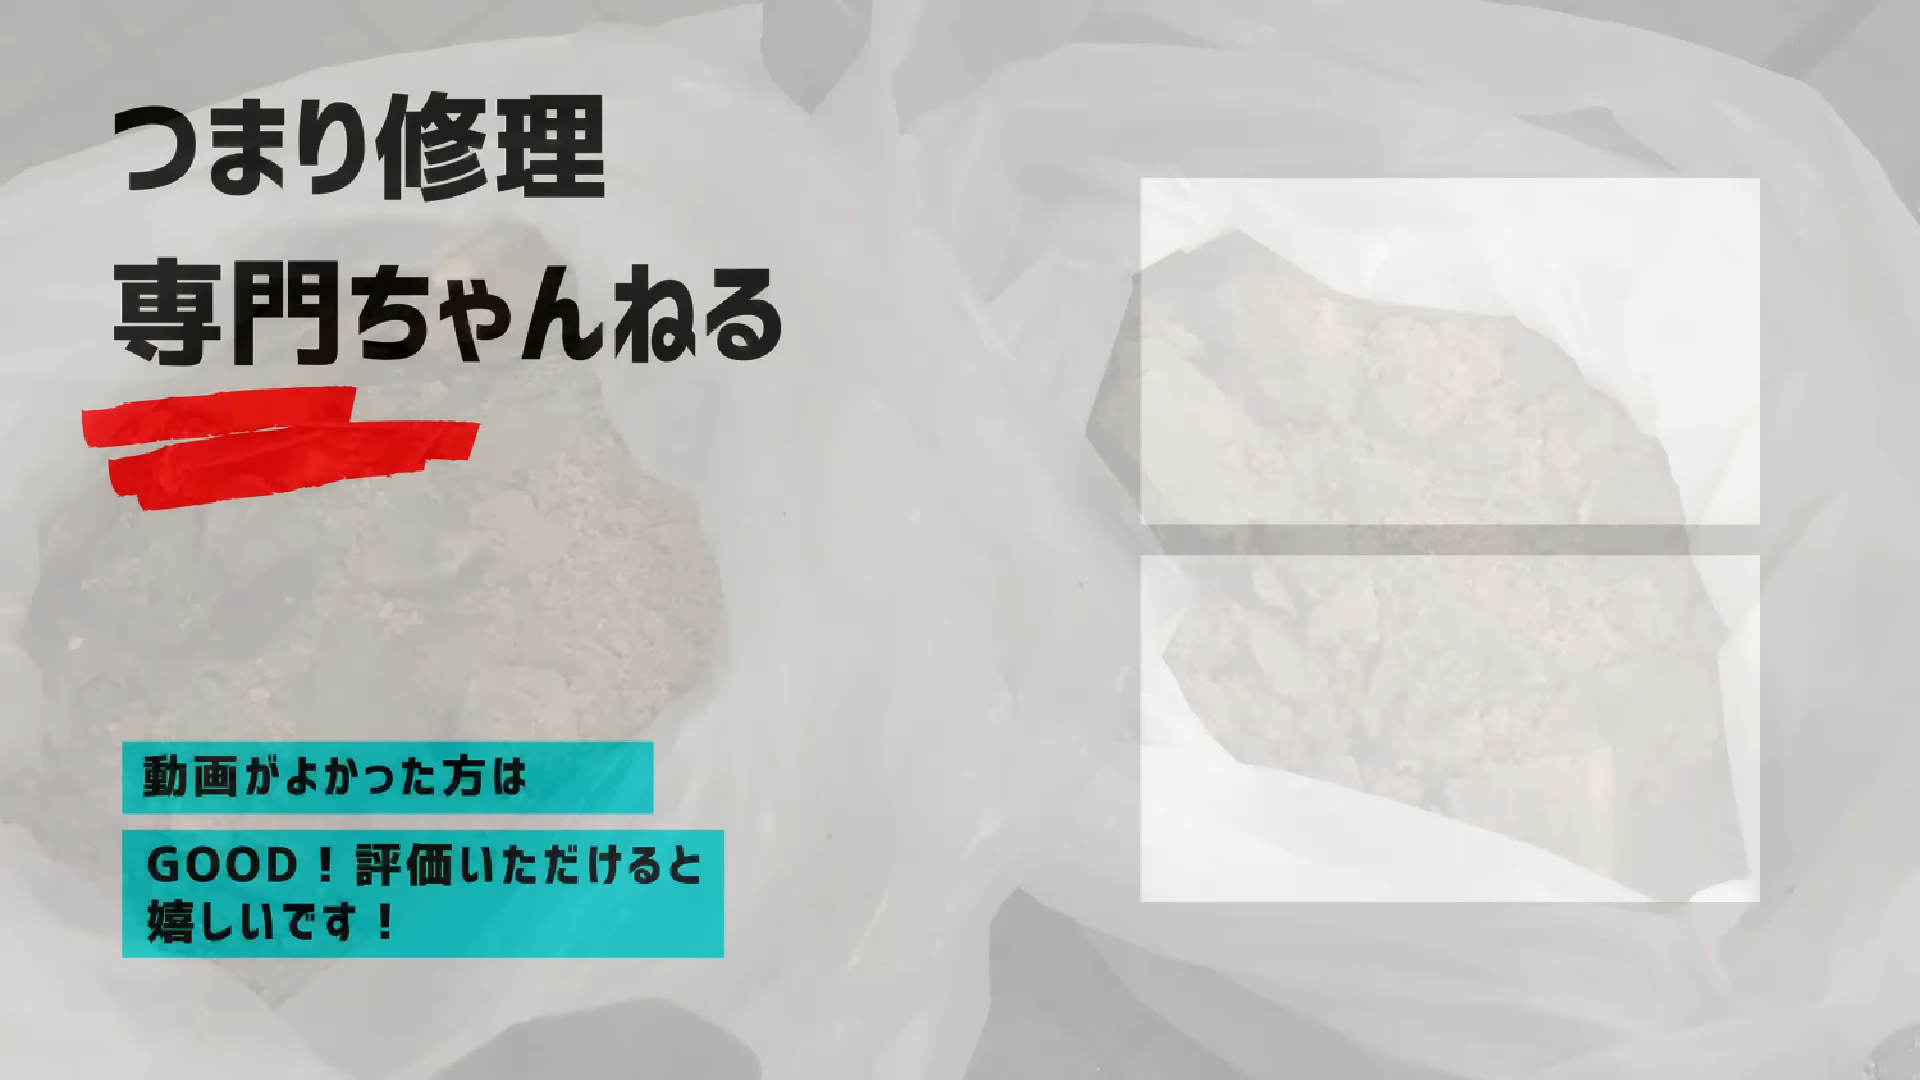 つまり修理
専門ちゃんねる
動画がよかった方は
GOOD！評価いただけると
嬉しいです！